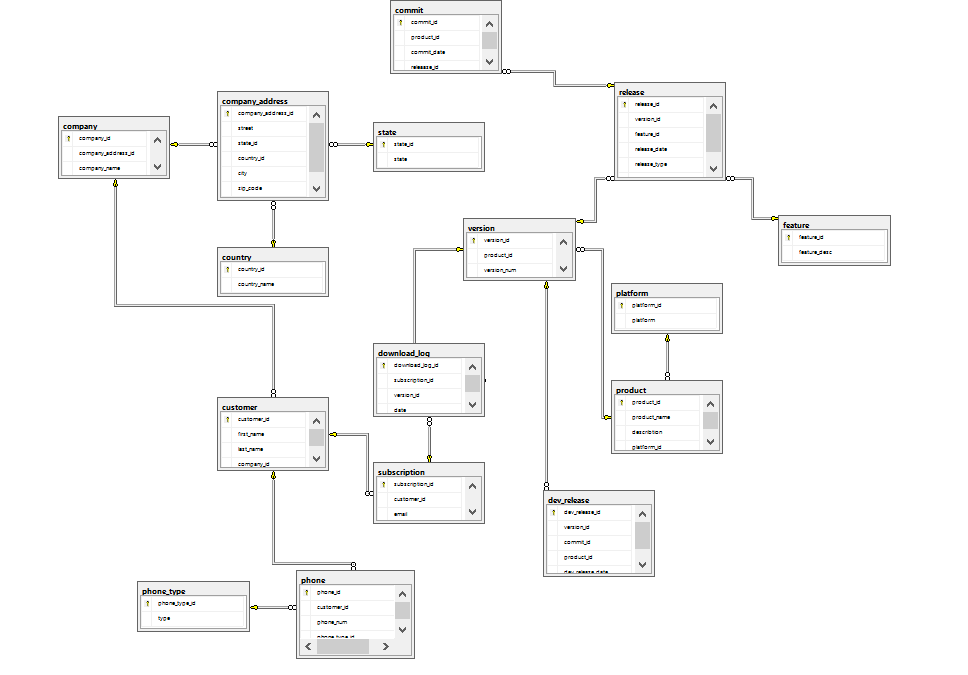 commit
commit_id
product_id
commit_date
release_id
release
release_id
version_id
feature_id
release_date
release_type
company_address
company_address_id
street
state_id
country_id
city
zip_code
company
company_id
company_address_id
company_name
state
state_id
state
feature
feature_id
feature_desc
version
version_id
product_id
version_num
country
country_id
country_name
platform
platform_id
platform
download_log
download_log_id
subscription_id
version_id
date
product
product_id
product_name
description
platform_id
customer
customer_id
first_name
last_name
company_id
subscription
subscription_id
customer_id
email
dev_release
dev_release_id
version_id
commit_id
product_id
dev_release_date
phone
phone_id
customer_id
phone_num
phone_type_id
phone_type
phone_type_id
type